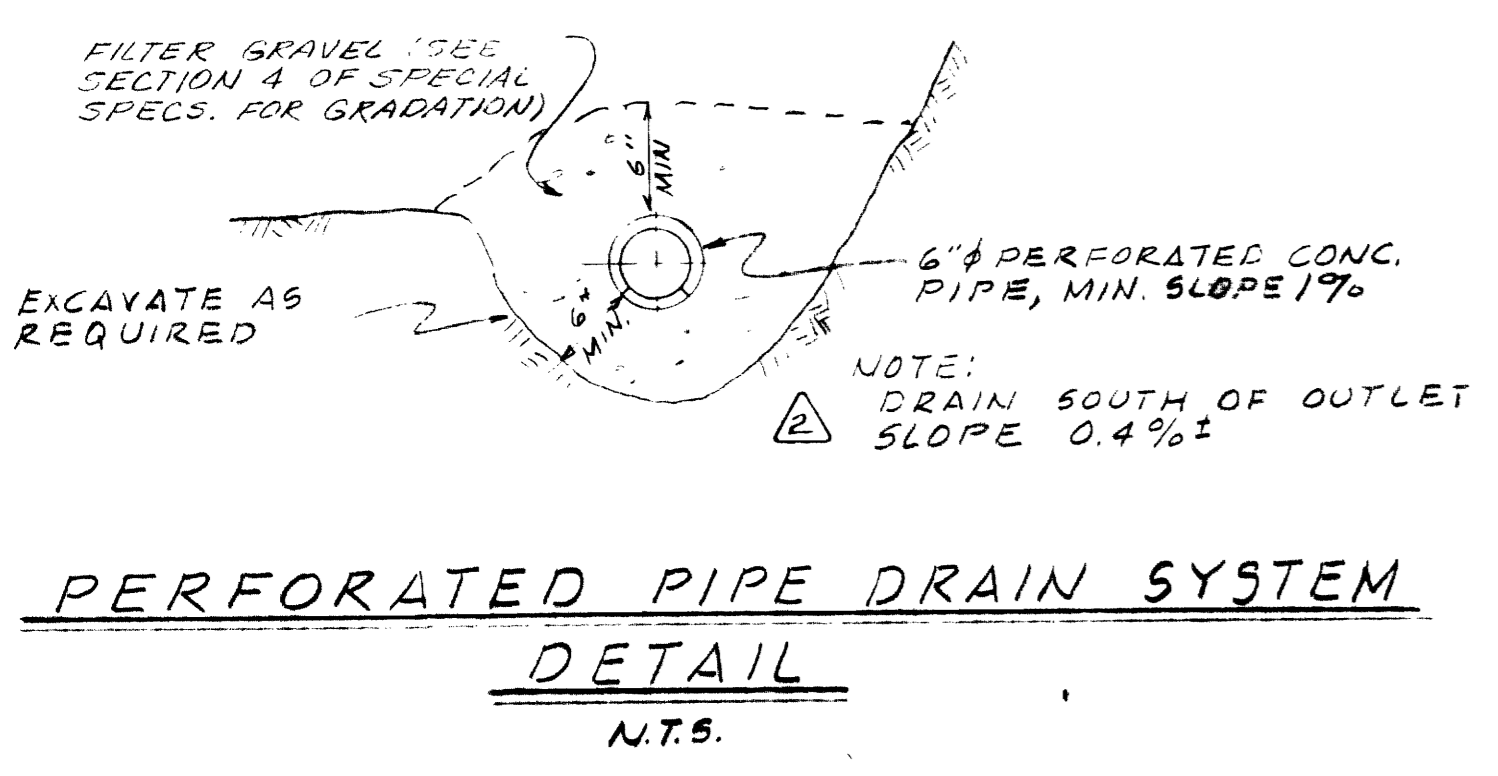 FILTER GRAVEL (SEE
SECTION 4 OF SPECIAL
SPECS. FOR GRADATION)
6"
MIN
6"φ PERFORATED CONC.
PIPE, MIN. SLOPE 1%
EXCAVATE AS
REQUIRED
6"
MIN.
NOTE:
2
DRAIN SOUTH OF OUTLET
SLOPE 0.4%±
PERFORATED PIPE DRAIN SYSTEM
DETAIL
N.T.S.